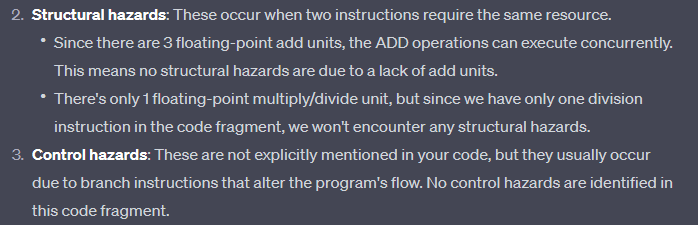 2. Structural hazards: These occur when two instructions require the same resource.
• Since there are 3 floating-point add units, the ADD operations can execute concurrently.
This means no structural hazards are due to a lack of add units.
• There's only 1 floating-point multiply/divide unit, but since we have only one division
instruction in the code fragment, we won't encounter any structural hazards.
3. Control hazards: These are not explicitly mentioned in your code, but they usually occur
due to branch instructions that alter the program's flow. No control hazards are identified in
this code fragment.